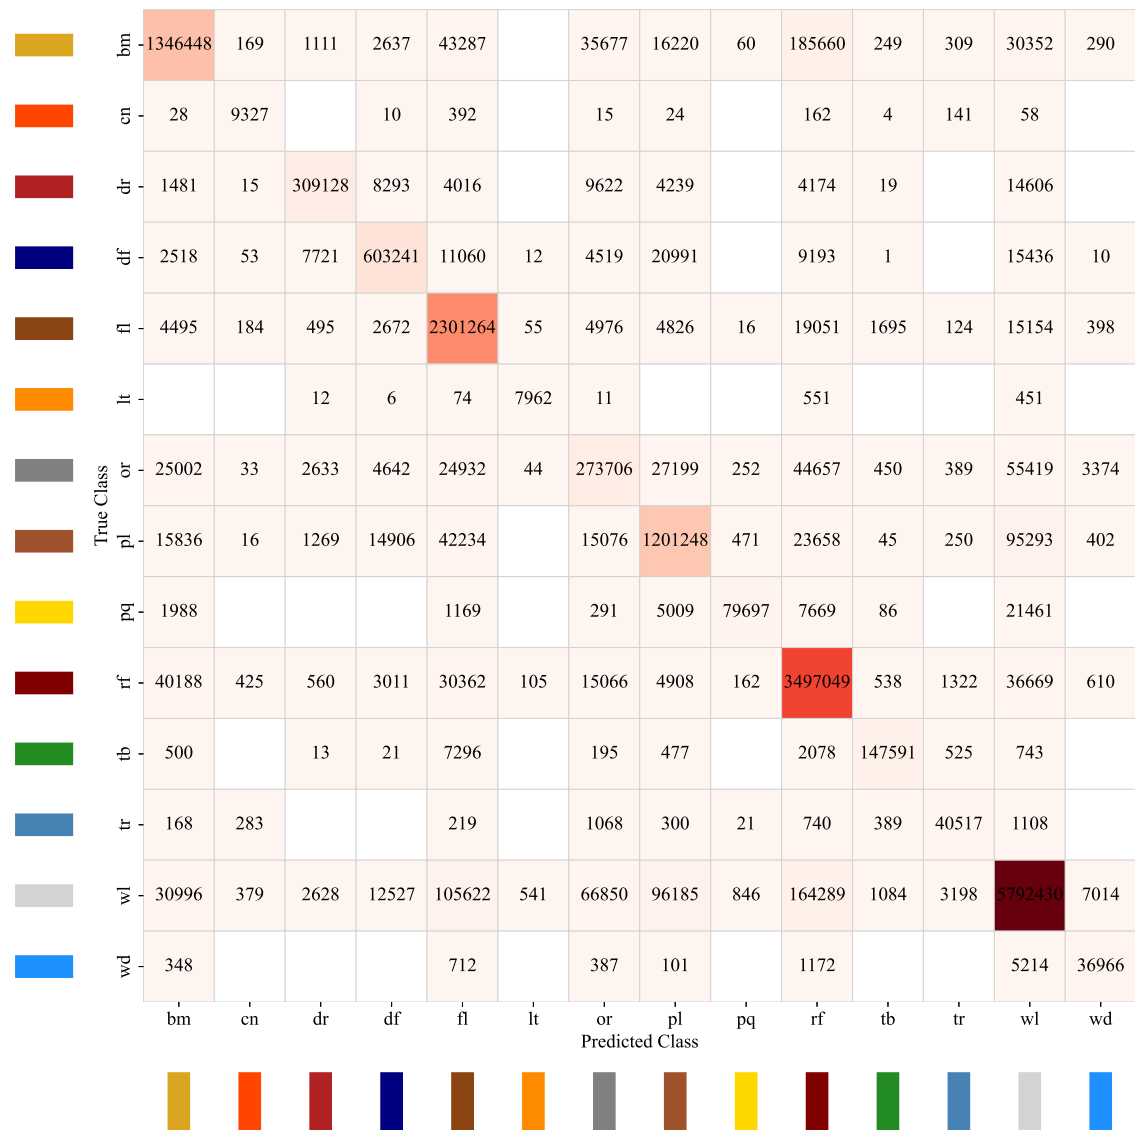 bm 1346448 169 1111 2637 43287 35677 16220 60 185660 249 309 30352 290
cn 28 9327 10 392 15 24 162 4 141 58
dr 1481 15 309128 8293 4016 9622 4239 4174 19 14606
df 2518 53 7721 603241 11060 12 4519 20991 9193 1 15436 10
fl 4495 184 495 2672 2301264 55 4976 4826 16 19051 1695 124 15154 398
lt 12 6 74 7962 11 551 451
or 25002 33 2633 4642 24932 44 273706 27199 252 44657 450 389 55419 3374
True Class
pl 15836 16 1269 14906 42234 15076 1201248 471 23658 45 250 95293 402
pq 1988 1169 291 5009 79697 7669 86 21461
rf 40188 425 560 3011 30362 105 15066 4908 162 3497049 538 1322 36669 610
tb 500 13 21 7296 195 477 2078 147591 525 743
tr 168 283 219 1068 300 21 740 389 40517 1108
wl 30996 379 2628 12527 105622 541 66850 96185 846 164289 1084 3198 5792430 7014
wd 348 712 387 101 1172 5214 36966
bm cn dr df fl lt or pl pq rf tb tr wl wd
Predicted Class